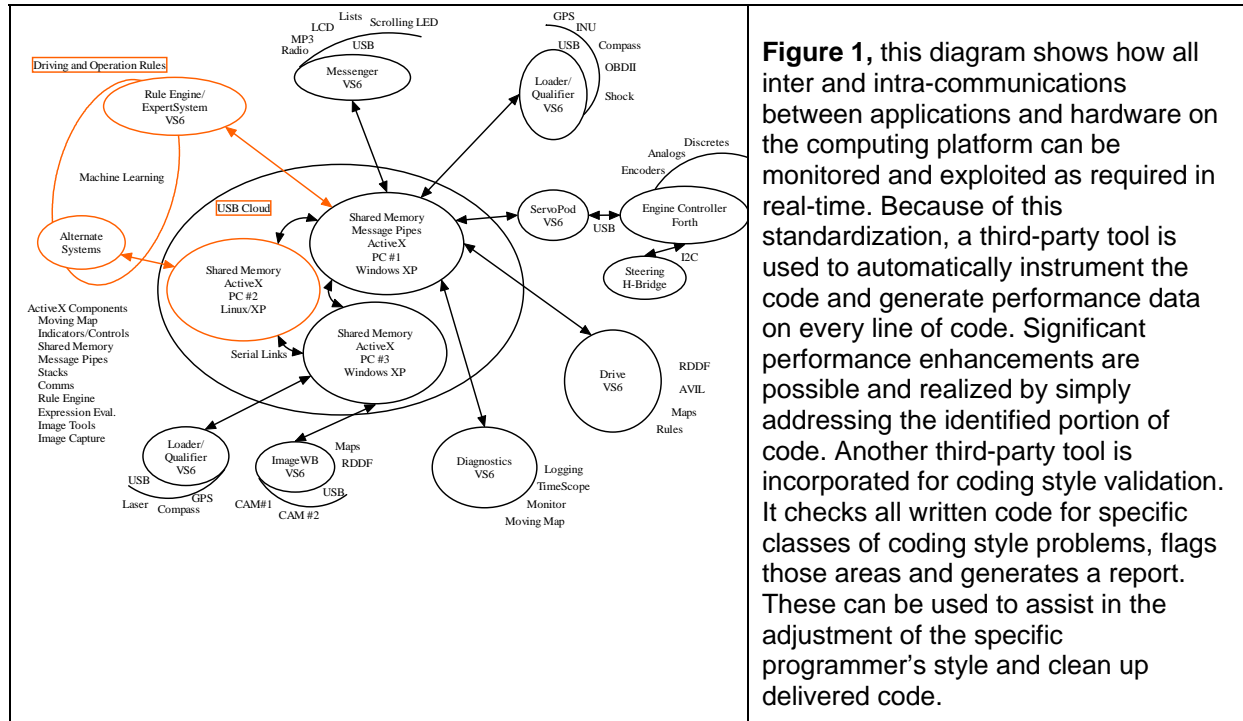 Lists
Scrolling LED
LCD
MP3
USB
Radio
Messenger
VS6
GPS
INU
USB
Compass
OBDII
Loader/
Qualifier
VS6
Shock
Driving and Operation Rules
Rule Engine/
ExpertSystem
VS6
Machine Learning
Alternate
Systems
Discretes
Analogs
Encoders
Engine Controller
Forth
ServoPod
VS6
USB
I2C
Steering
H-Bridge
USB Cloud
Shared Memory
Message Pipes
ActiveX
PC #1
Windows XP
Shared Memory
ActiveX
PC #2
Linux/XP
Shared Memory
ActiveX
PC #3
Windows XP
Serial Links
ActiveX Components
Moving Map
Indicators/Controls
Shared Memory
Message Pipes
Stacks
Comms
Rule Engine
Expression Eval.
Image Tools
Image Capture
Drive
VS6
RDDF
AVIL
Maps
Rules
Loader/
Qualifier
VS6
USB
GPS
Laser
Compass
ImageWB
VS6
Maps
RDDF
USB
CAM#1
CAM #2
Diagnostics
VS6
Logging
TimeScope
Monitor
Moving Map
Figure 1, this diagram shows how all
inter and intra-communications
between applications and hardware on
the computing platform can be
monitored and exploited as required in
real-time. Because of this
standardization, a third-party tool is
used to automatically instrument the
code and generate performance data
on every line of code. Significant
performance enhancements are
possible and realized by simply
addressing the identified portion of
code. Another third-party tool is
incorporated for coding style validation.
It checks all written code for specific
classes of coding style problems, flags
those areas and generates a report.
These can be used to assist in the
adjustment of the specific
programmer's style and clean up
delivered code.